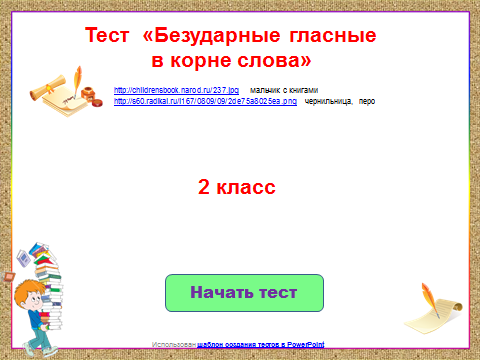 Тест «Безударные гласные
в корне слова»
http://childrensbook.narod.ru/237.jpg мальчик с книгами
http://s60.radikal.ru/i167/0809/09/2de75a8025ea.png чернильница, перо
2 класс
Начать тест
Использован шаблон создания тестов в PowerPoint